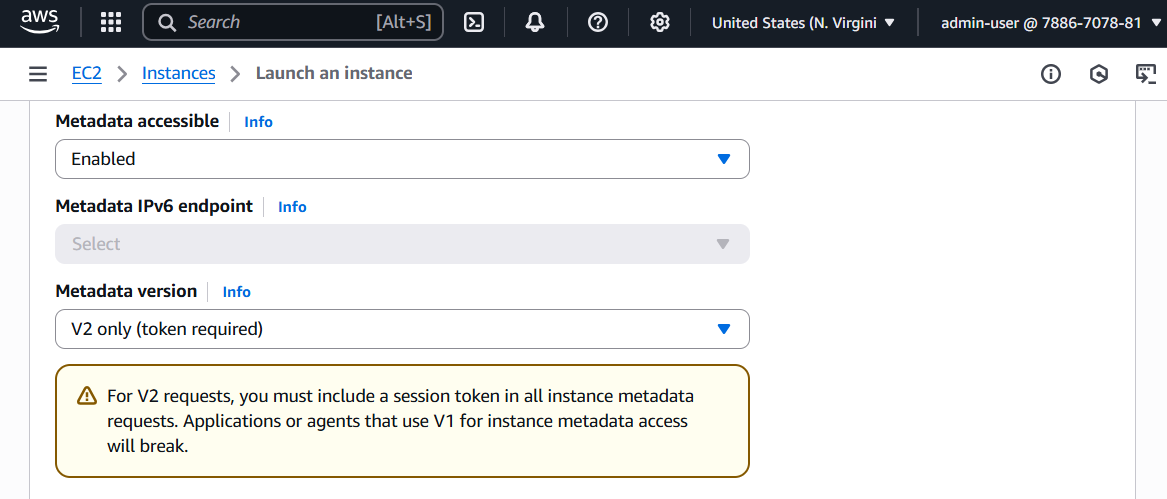 aws
Search [Alt+S] United States (N. Virgini admin-user @ 7886-7078-81
EC2 Instances Launch an instance
Metadata accessible Info
Enabled
Metadata IPv6 endpoint Info
Select
Metadata version Info
V2 only (token required)
For V2 requests, you must include a session token in all instance metadata
requests. Applications or agents that use V1 for instance metadata access
will break.